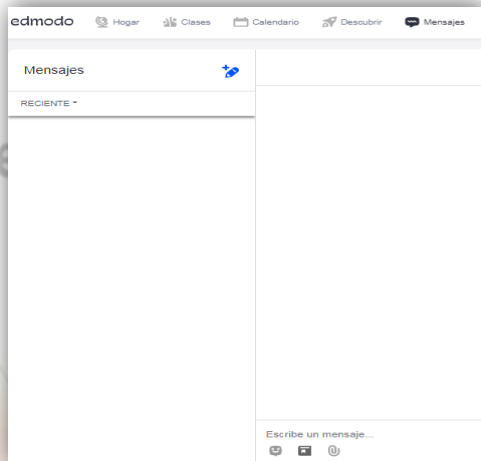 edmodo Hogar Clases Calendario Descubrir Mensajes
Mensajes
RECIENTE
Escribe un mensaje...